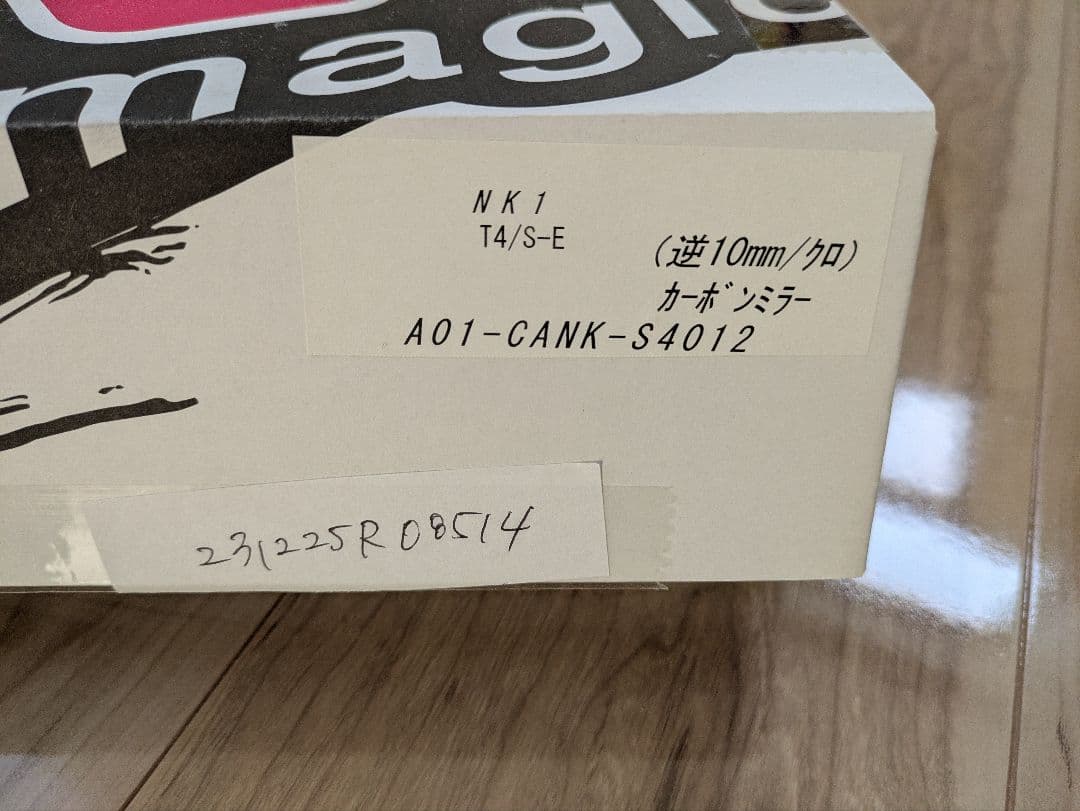 magic
NK1
T4/S-E
(逆10mm/ｸﾛ)
ｶｰﾎﾞﾝﾐﾗｰ
A01-CANK-S4012
231225R08514